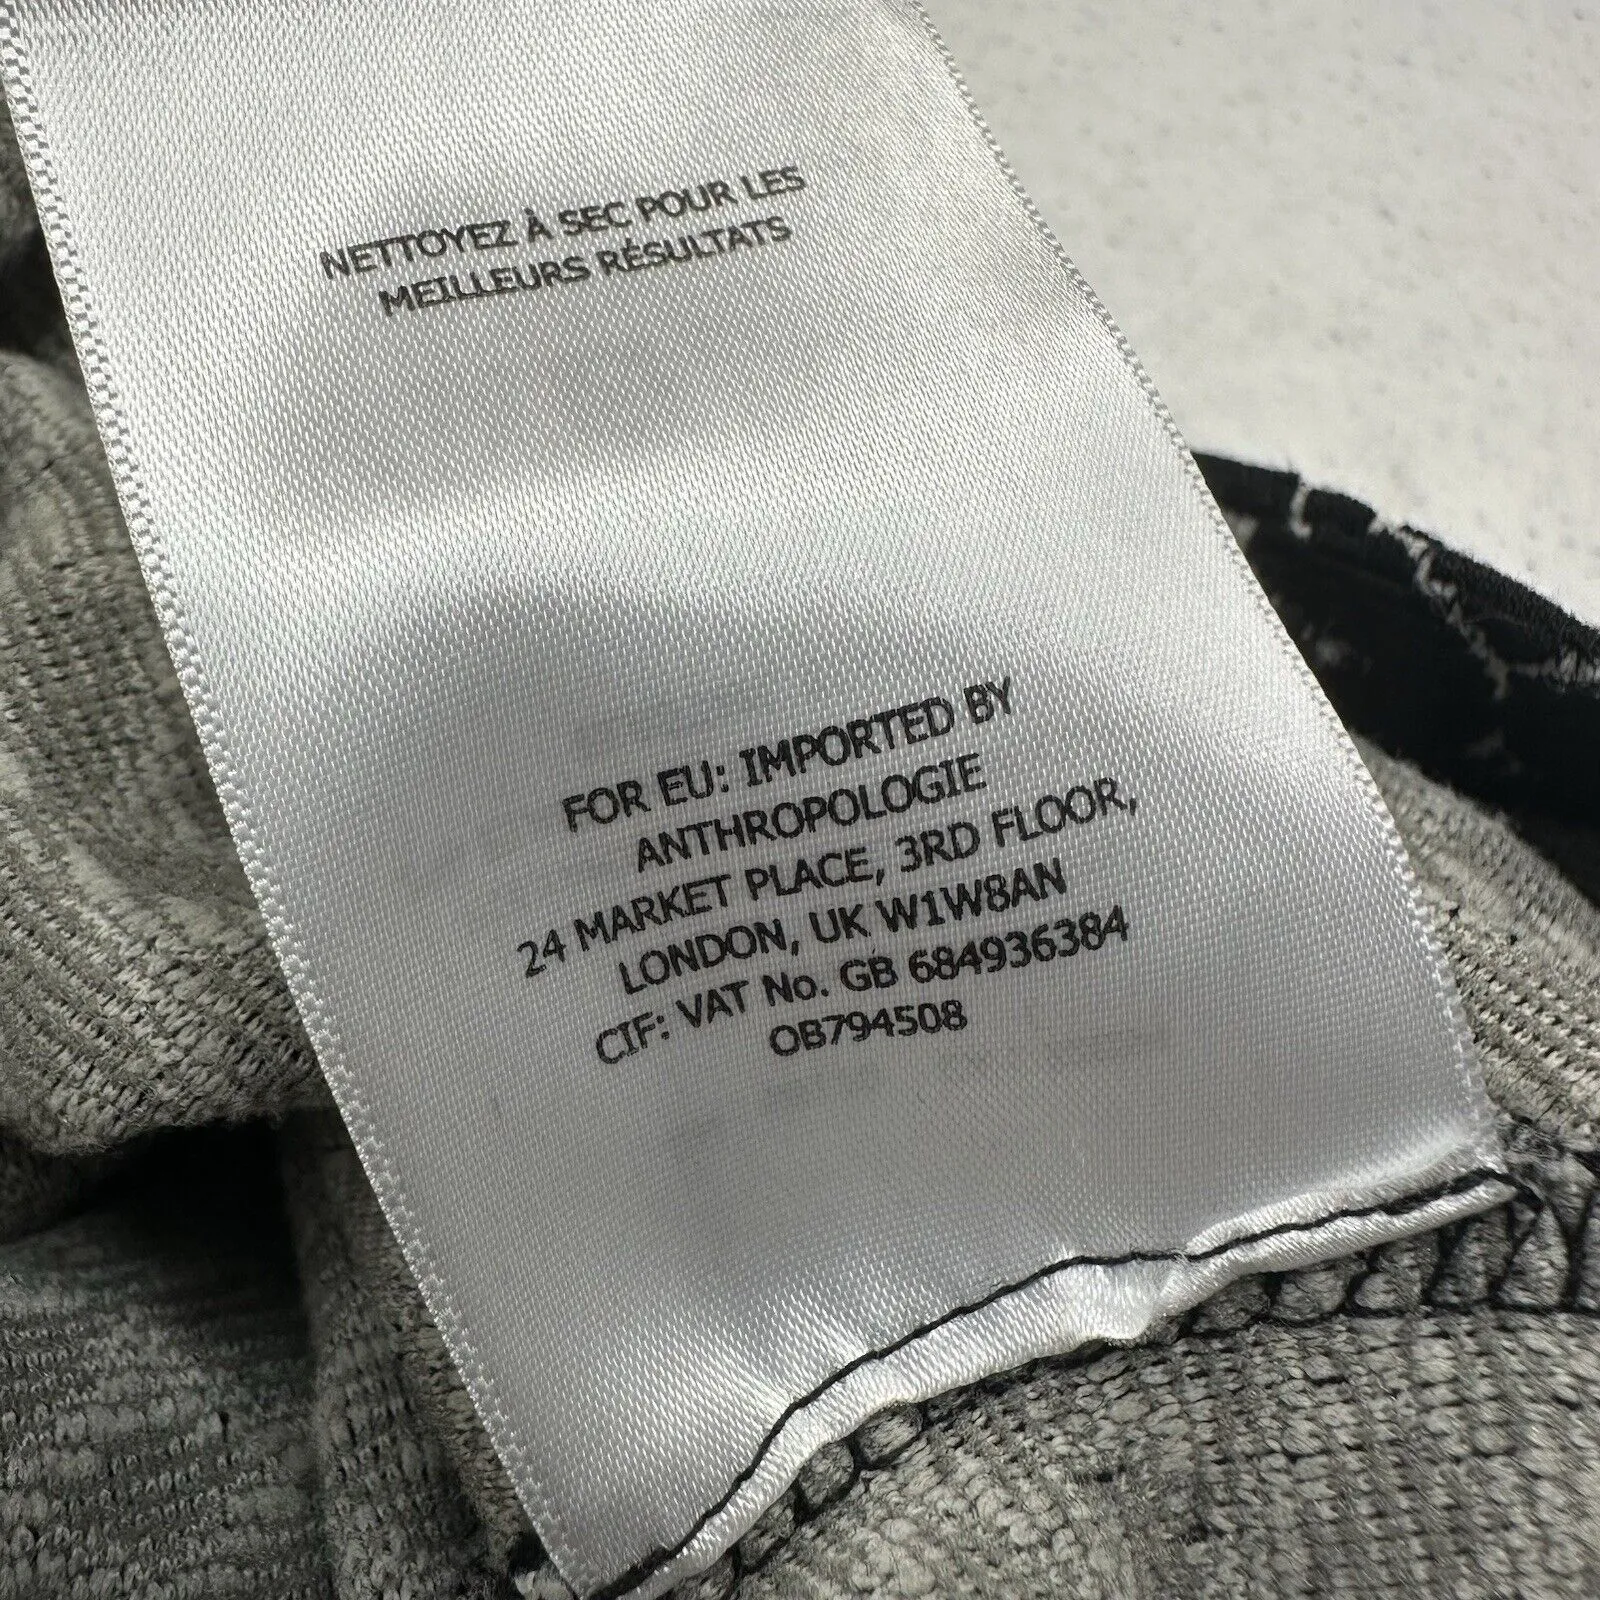 NETTOYEZ À SEC POUR LES
MEILLEURS RÉSULTATS
FOR EU: IMPORTED BY
ANTHROPOLOGIE
24 MARKET PLACE, 3RD FLOOR,
LONDON, UK W1W8AN
CIF: VAT No. GB 684936384
OB794508